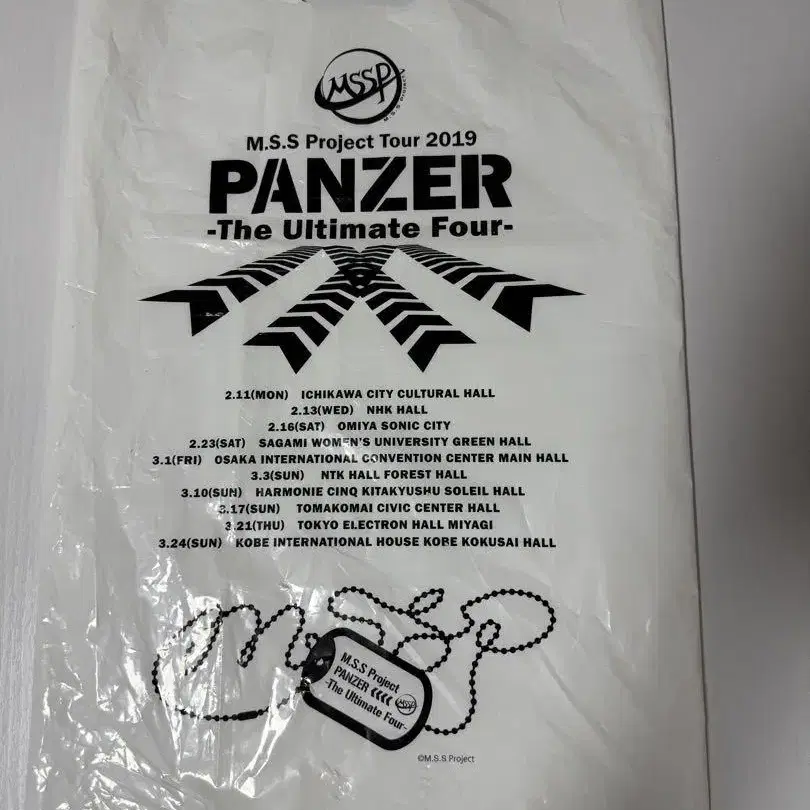 MSSP
M.S.S PROJECT
M.S.S Project Tour 2019
PANZER
-The Ultimate Four-
2.11(MON) ICHIKAWA CITY CULTURAL HALL
2.13(WED) NHK HALL
2.16(SAT) OMIYA SONIC CITY
2.23(SAT) SAGAMI WOMEN'S UNIVERSITY GREEN HALL
3.1(FRI) OSAKA INTERNATIONAL CONVENTION CENTER MAIN HALL
3.3(SUN) NTK HALL FOREST HALL
3.10(SUN) HARMONIE CINQ KITAKYUSHU SOLEIL HALL
3.17(SUN) TOMAKOMAI CIVIC CENTER HALL
3.21(THU) TOKYO ELECTRON HALL MIYAGI
3.24(SUN) KOBE INTERNATIONAL HOUSE KOBE KOKUSAI HALL
MSSP
M.S.S Project
PANZER MSSP
-The Ultimate Four-
©M.S.S Project